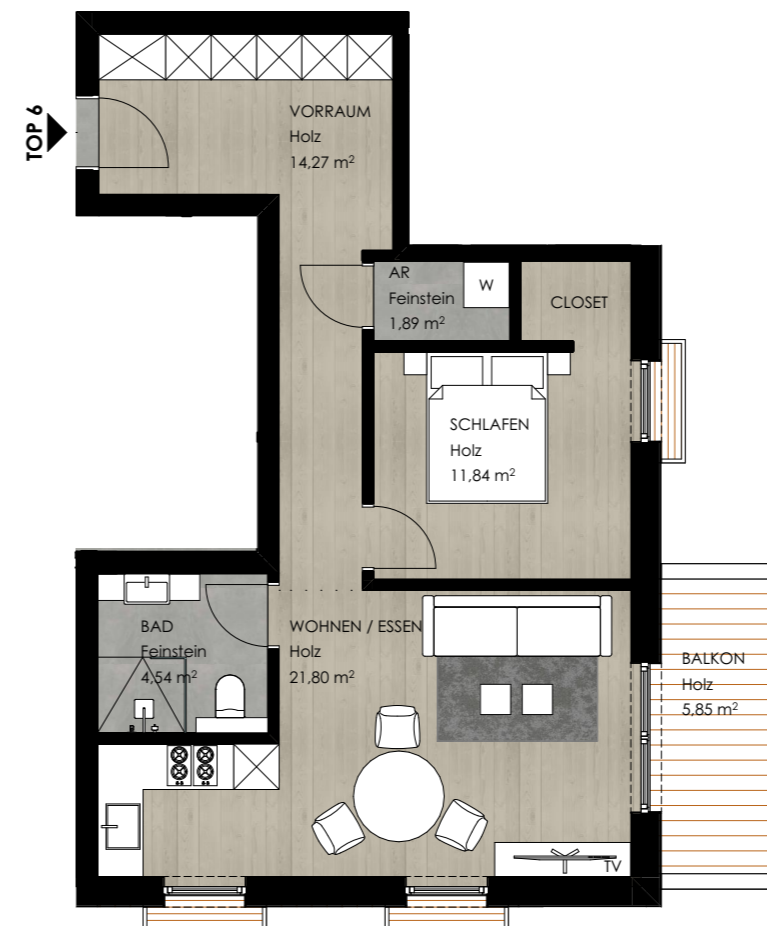 TOP 6
VORRAUM
Holz
14,27 m²
AR
Feinstein
1,89 m²
W
CLOSET
SCHLAFEN
Holz
11,84 m²
BAD
Feinstein
4,54 m²
WOHNEN / ESSEN
Holz
21,80 m²
BALKON
Holz
5,85 m²
TV